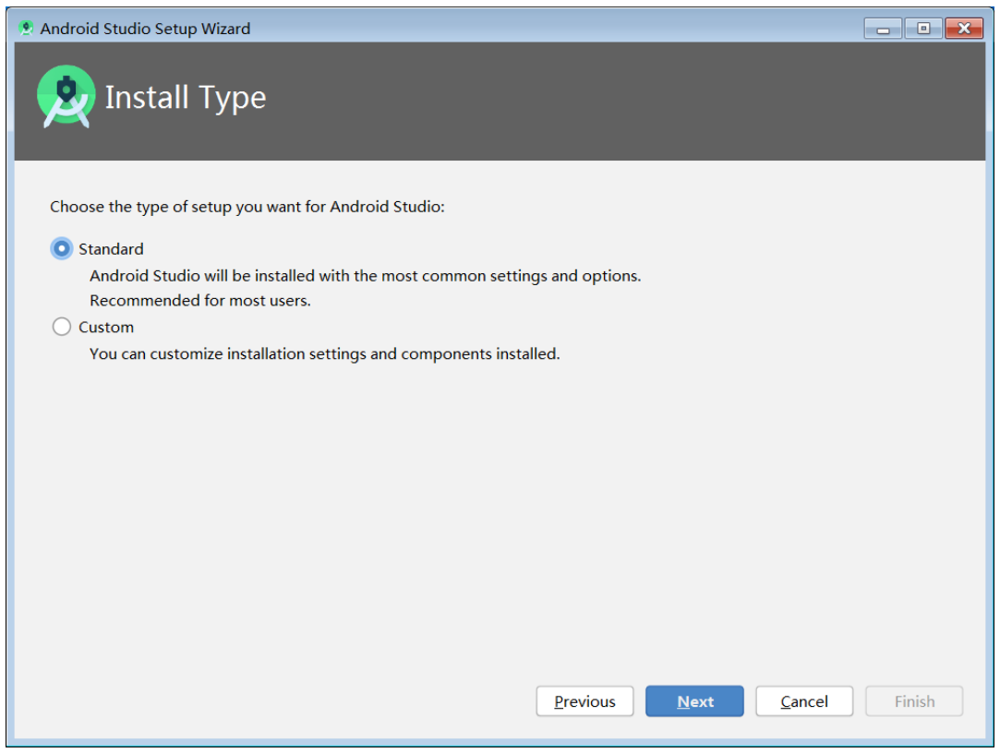 Android Studio Setup Wizard
Install Type
Choose the type of setup you want for Android Studio:
Standard
Android Studio will be installed with the most common settings and options.
Recommended for most users.
Custom
You can customize installation settings and components installed.
Previous Next Cancel Finish